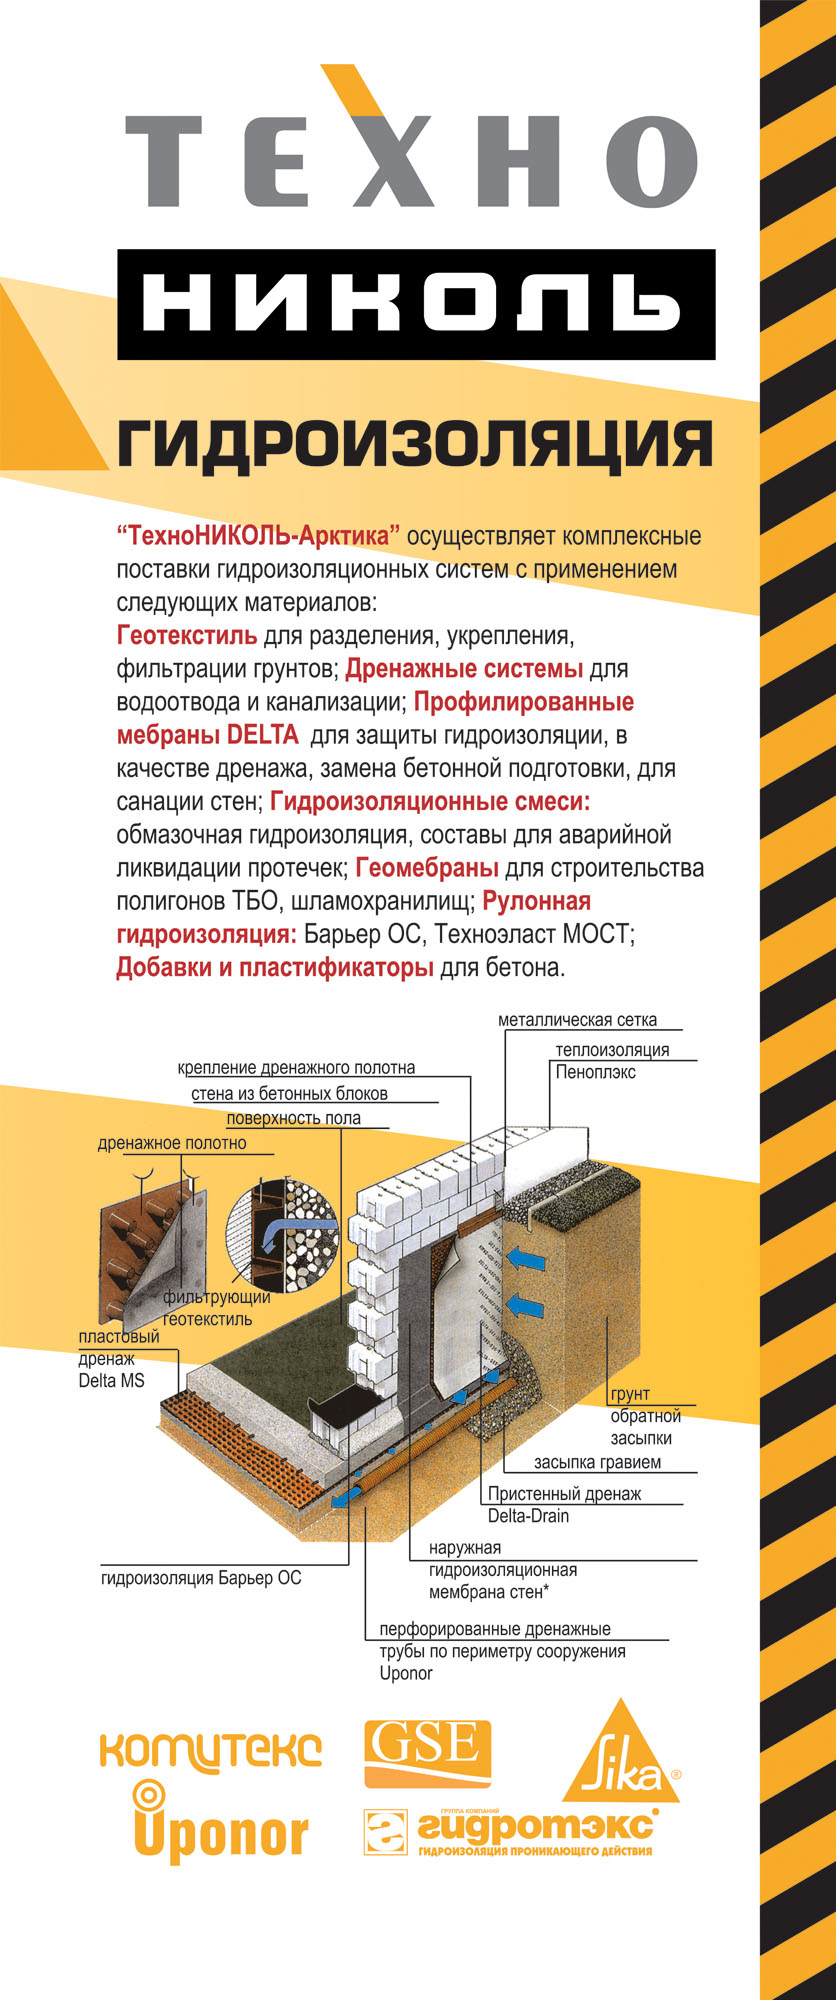 ТЕХНО
НИКОЛЬ
ГИДРОИЗОЛЯЦИЯ
“ТехноНИКОЛЬ-Арктика” осуществляет комплексные
поставки гидроизоляционных систем с применением
следующих материалов:
Геотекстиль для разделения, укрепления,
фильтрации грунтов; Дренажные системы для
водоотвода и канализации; Профилированные
мебраны DELTA для защиты гидроизоляции, в
качестве дренажа, замена бетонной подготовки, для
санации стен; Гидроизоляционные смеси:
обмазочная гидроизоляция, составы для аварийной
ликвидации протечек; Геомебраны для строительства
полигонов ТБО, шламохранилищ; Рулонная
гидроизоляция: Барьер ОС, Техноэласт МОСТ;
Добавки и пластификаторы для бетона.
металлическая сетка
теплоизоляция
Пеноплэкс
крепление дренажного полотна
стена из бетонных блоков
поверхность пола
дренажное полотно
фильтрующий
геотекстиль
пластовый
дренаж
Delta MS
грунт
обратной
засыпки
засыпка гравием
Пристенный дренаж
Delta-Drain
наружная
гидроизоляционная
мембрана стен*
гидроизоляция Барьер ОС
перфорированные дренажные
трубы по периметру сооружения
Uponor
комитекс
GSE
Sika®
Uponor
ГРУППА КОМПАНИЙ
гидротэкс®
ГИДРОИЗОЛЯЦИЯ ПРОНИКАЮЩЕГО ДЕЙСТВИЯ